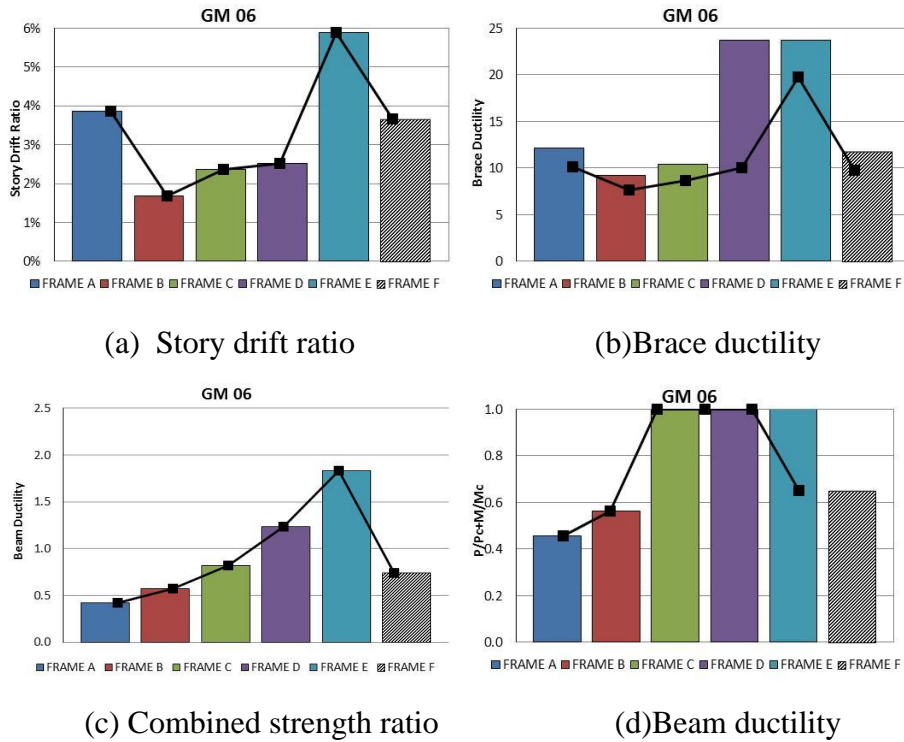 GM 06
6%
5%
4%
3%
2%
1%
0%
Story Drift Ratio
FRAME A FRAME B FRAME C FRAME D FRAME E FRAME F
(a) Story drift ratio
GM 06
25
20
15
10
5
0
Brace Ductility
FRAME A FRAME B FRAME C FRAME D FRAME E FRAME F
(b)Brace ductility
GM 06
2.5
2.0
1.5
1.0
0.5
0.0
Beam Ductility
FRAME A FRAME B FRAME C FRAME D FRAME E FRAME F
(c) Combined strength ratio
GM 06
1.0
0.8
0.6
0.4
0.2
0.0
P/Pc+M/Mc
FRAME A FRAME B FRAME C FRAME D FRAME E FRAME F
(d)Beam ductility